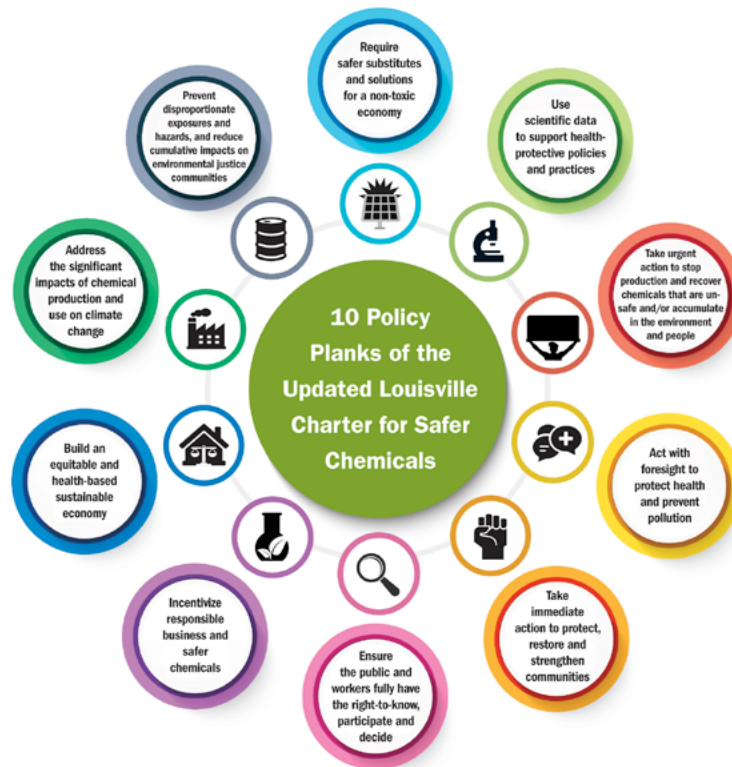 10 Policy
Planks of the
Updated Louisville
Charter for Safer
Chemicals
Require
safer substitutes
and solutions
for a non-toxic
economy
Use
scientific data
to support health-
protective policies
and practices
Take urgent
action to stop
production and recover
chemicals that are un-
safe and/or accumulate
in the environment
and people
Act with
foresight to
protect health
and prevent
pollution
Take
immediate
action to protect,
restore and
strengthen
communities
Ensure
the public and
workers fully have
the right-to-know,
participate and
decide
Incentivize
responsible
business and
safer
chemicals
Build an
equitable and
health-based
sustainable
economy
Address
the significant
impacts of chemical
production and
use on climate
change
Prevent
disproportionate
exposures and
hazards, and reduce
cumulative impacts on
environmental justice
communities